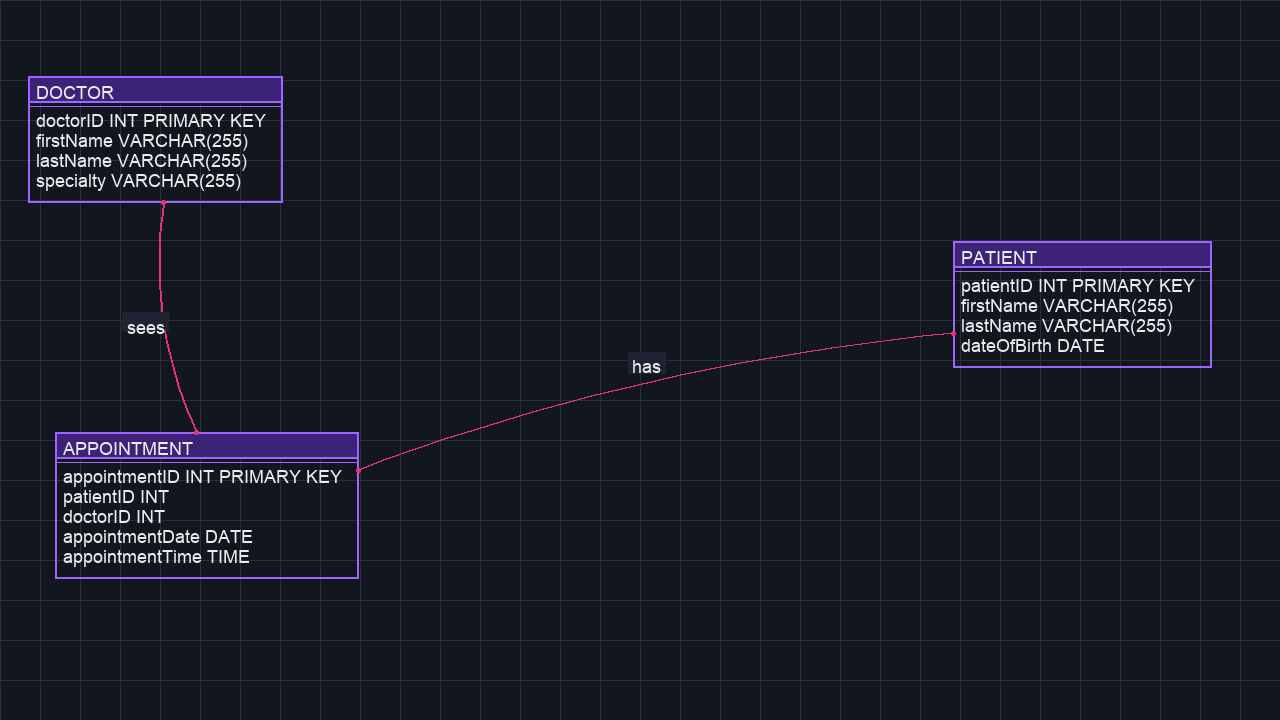 DOCTOR
doctorID INT PRIMARY KEY
firstName VARCHAR(255)
lastName VARCHAR(255)
specialty VARCHAR(255)
sees
APPOINTMENT
appointmentID INT PRIMARY KEY
patientID INT
doctorID INT
appointmentDate DATE
appointmentTime TIME
has
PATIENT
patientID INT PRIMARY KEY
firstName VARCHAR(255)
lastName VARCHAR(255)
dateOfBirth DATE